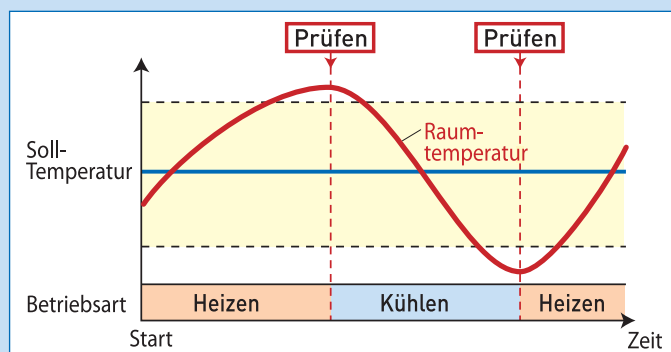 Prüfen Prüfen
Soll-
Temperatur
Raum-
temperatur
Betriebsart Heizen Kühlen Heizen
Start Zeit